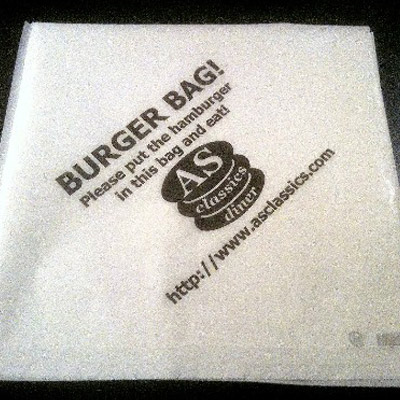 BURGER BAG!
Please put the hamburger
in this bag and eat!
AS
classics
diner
http://www.asclassics.com